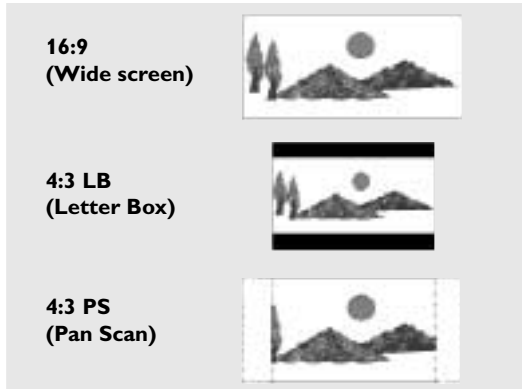 16:9
(Wide screen)
4:3 LB
(Letter Box)
4:3 PS
(Pan Scan)